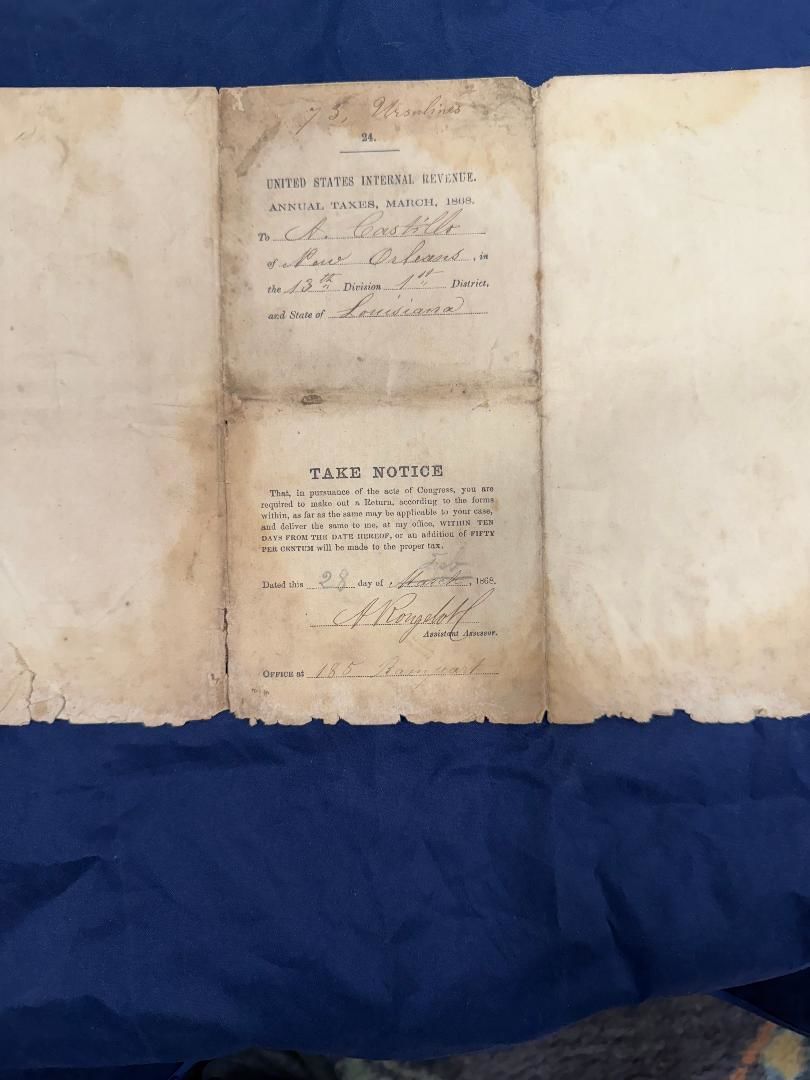 73, Ursulines
24.
UNITED STATES INTERNAL REVENUE.
ANNUAL TAXES, MARCH, 1868.
To A. Castillo
of New Orleans, in
the 13th Division 1st District,
and State of Louisiana
TAKE NOTICE
That, in pursuance of the acts of Congress, you are
required to make out a Return, according to the forms
within, as far as the same may be applicable to your case,
and deliver the same to me, at my office, WITHIN TEN
DAYS FROM THE DATE HEREOF, or an addition of FIFTY
PER CENTUM will be made to the proper tax.
Feb
Dated this 28 day of March, 1868.
Assistant Assessor.
OFFICE at 185